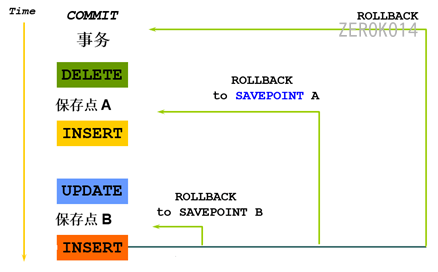 Time
COMMIT
ROLLBACK
事务
ZEROK014
DELETE
ROLLBACK
to SAVEPOINT A
保存点 A
INSERT
UPDATE
ROLLBACK
to SAVEPOINT B
保存点 B
INSERT